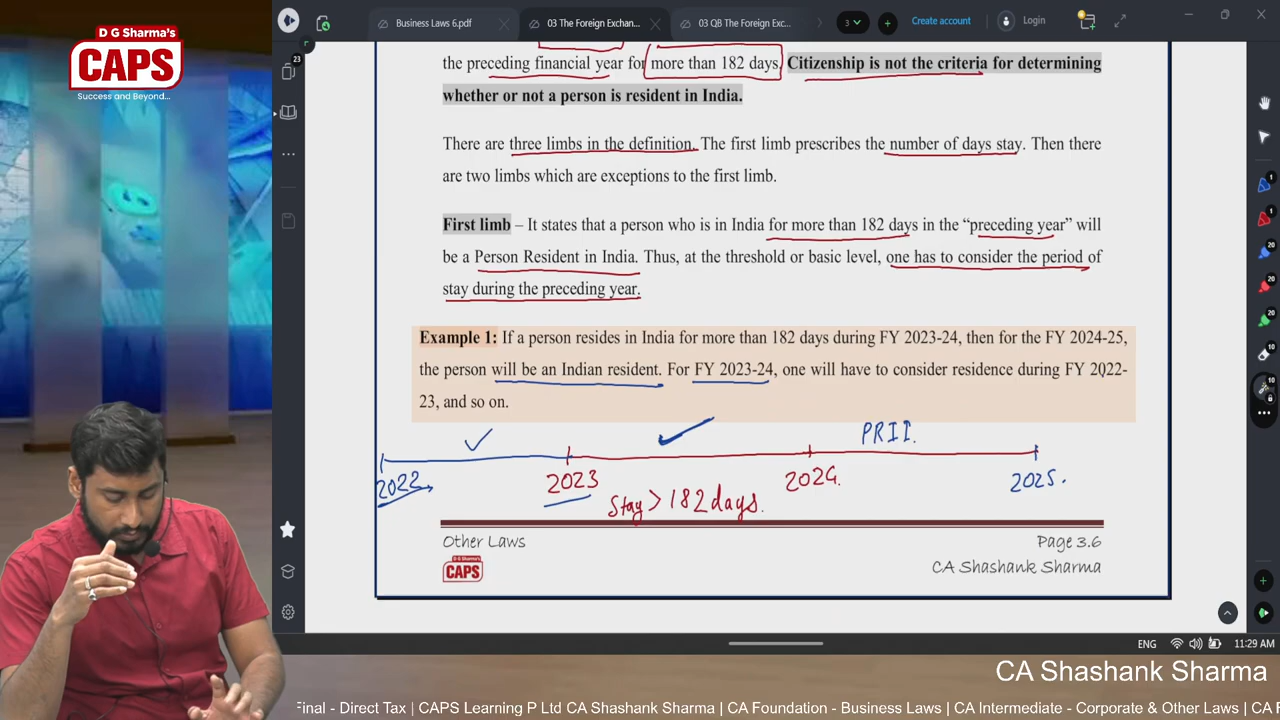 D G Sharma's
CAPS
Success and Beyond...
Business Laws 6.pdf
03 The Foreign Exchan...
03 QB The Foreign Exc...
3
Create account
Login
the preceding financial year for more than 182 days. Citizenship is not the criteria for determining
whether or not a person is resident in India.
There are three limbs in the definition. The first limb prescribes the number of days stay. Then there
are two limbs which are exceptions to the first limb.
First limb – It states that a person who is in India for more than 182 days in the “preceding year” will
be a Person Resident in India. Thus, at the threshold or basic level, one has to consider the period of
stay during the preceding year.
Example 1: If a person resides in India for more than 182 days during FY 2023-24, then for the FY 2024-25,
the person will be an Indian resident. For FY 2023-24, one will have to consider residence during FY 2022-
23, and so on.
PRII.
2022
2023
2024.
2025.
Stay > 182 days.
Other Laws
Page 3.6
D G Sharma's
CAPS
CA Shashank Sharma
23
1
1
20
20
20
10
10
ENG
11:29 AM
CA Shashank Sharma
Final - Direct Tax | CAPS Learning P Ltd CA Shashank Sharma | CA Foundation - Business Laws | CA Intermediate - Corporate & Other Laws | CA F